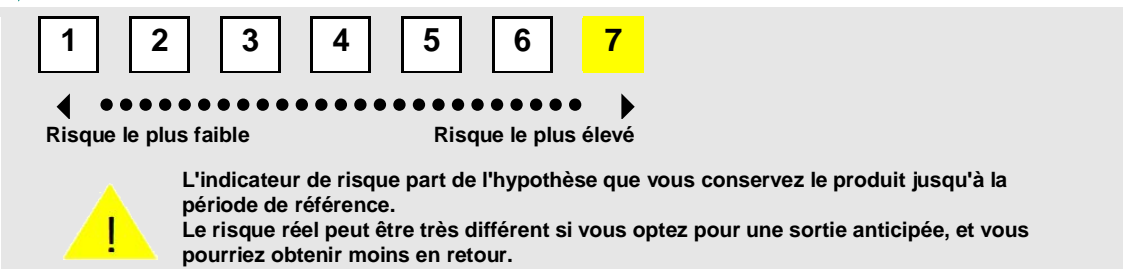 1 2 3 4 5 6 7
Risque le plus faible Risque le plus élevé
L'indicateur de risque part de l'hypothèse que vous conservez le produit jusqu'à la
période de référence.
Le risque réel peut être très différent si vous optez pour une sortie anticipée, et vous
pourriez obtenir moins en retour.
!